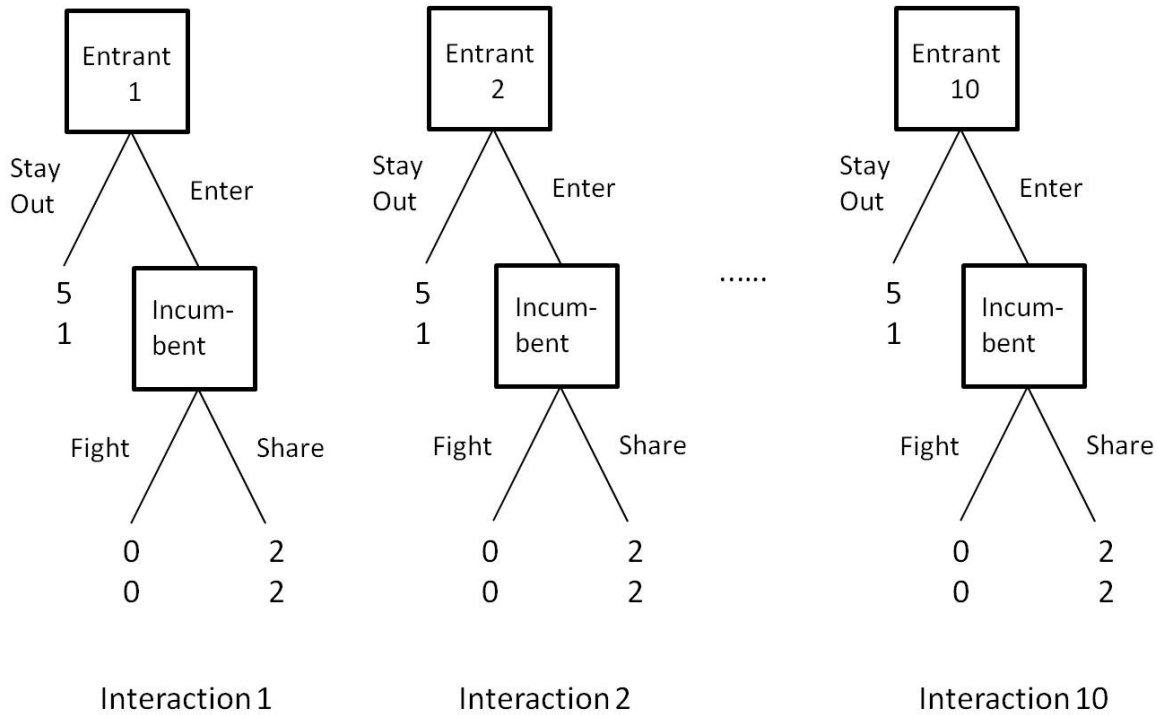 Entrant
1
Stay
Out
Enter
5
1
Incum-
bent
Fight
Share
0 2
0 2
Interaction 1
Entrant
2
Stay
Out
Enter
5
1
Incum-
bent
Fight
Share
0 2
0 2
Interaction 2
......
Entrant
10
Stay
Out
Enter
5
1
Incum-
bent
Fight
Share
0 2
0 2
Interaction 10